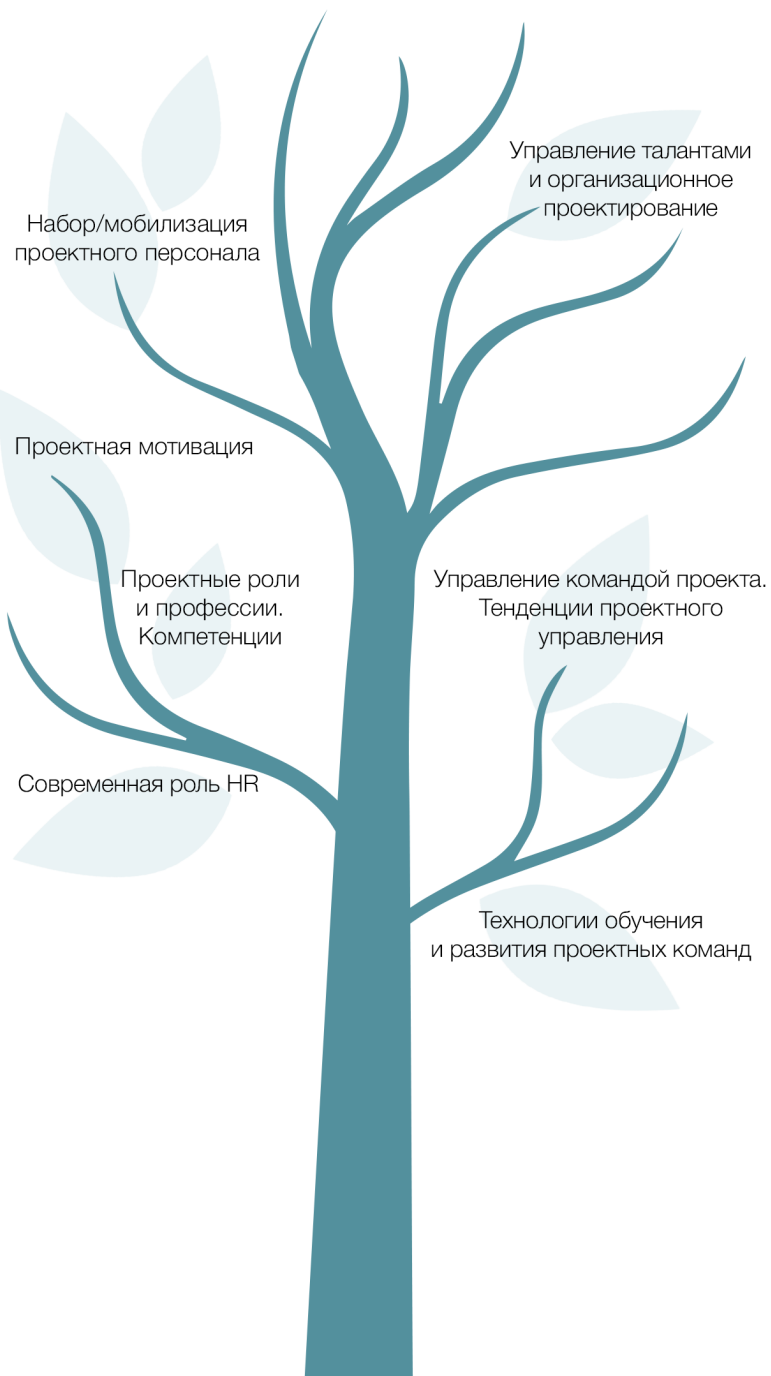 Управление талантами
и организационное
проектирование
Набор/мобилизация
проектного персонала
Проектная мотивация
Проектные роли
и профессии.
Компетенции
Управление командой проекта.
Тенденции проектного
управления
Современная роль HR
Технологии обучения
и развития проектных команд